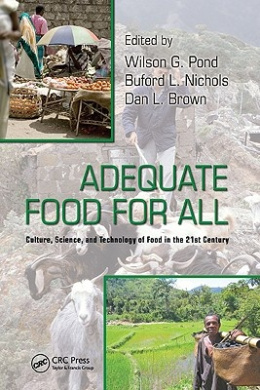 Edited by
Wilson G. Pond
Buford L. Nichols
Dan L. Brown
ADEQUATE
FOOD FOR ALL
Culture, Science, and Technology of Food in the 21st Century
CRC
CRC Press
Taylor & Francis Group